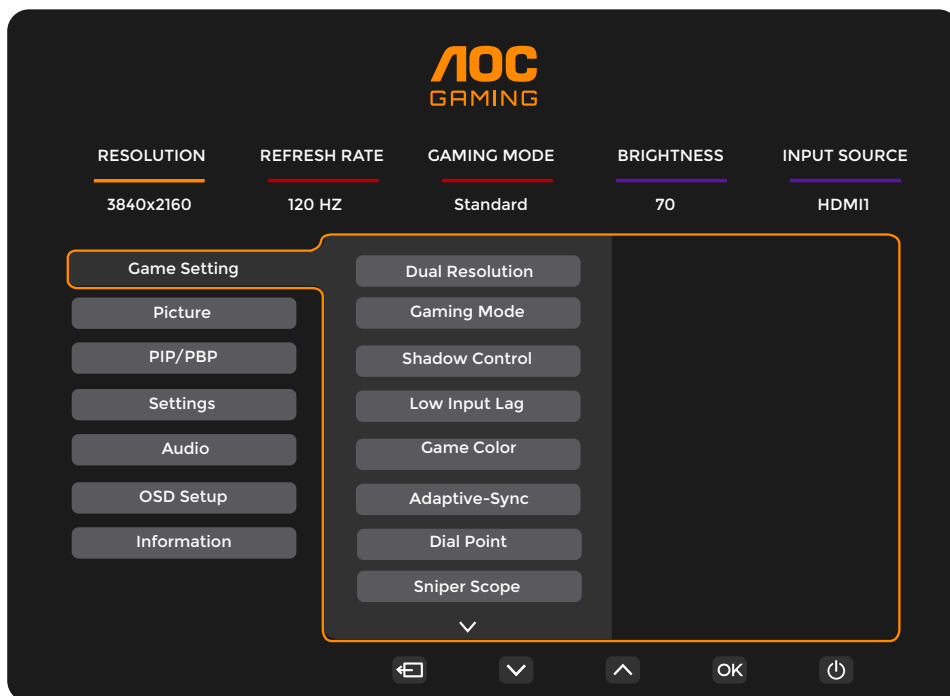 AOC
GAMING
RESOLUTION REFRESH RATE GAMING MODE BRIGHTNESS INPUT SOURCE
3840x2160 120 HZ Standard 70 HDMI1
Game Setting
Picture
PIP/PBP
Settings
Audio
OSD Setup
Information
Dual Resolution
Gaming Mode
Shadow Control
Low Input Lag
Game Color
Adaptive-Sync
Dial Point
Sniper Scope
OK